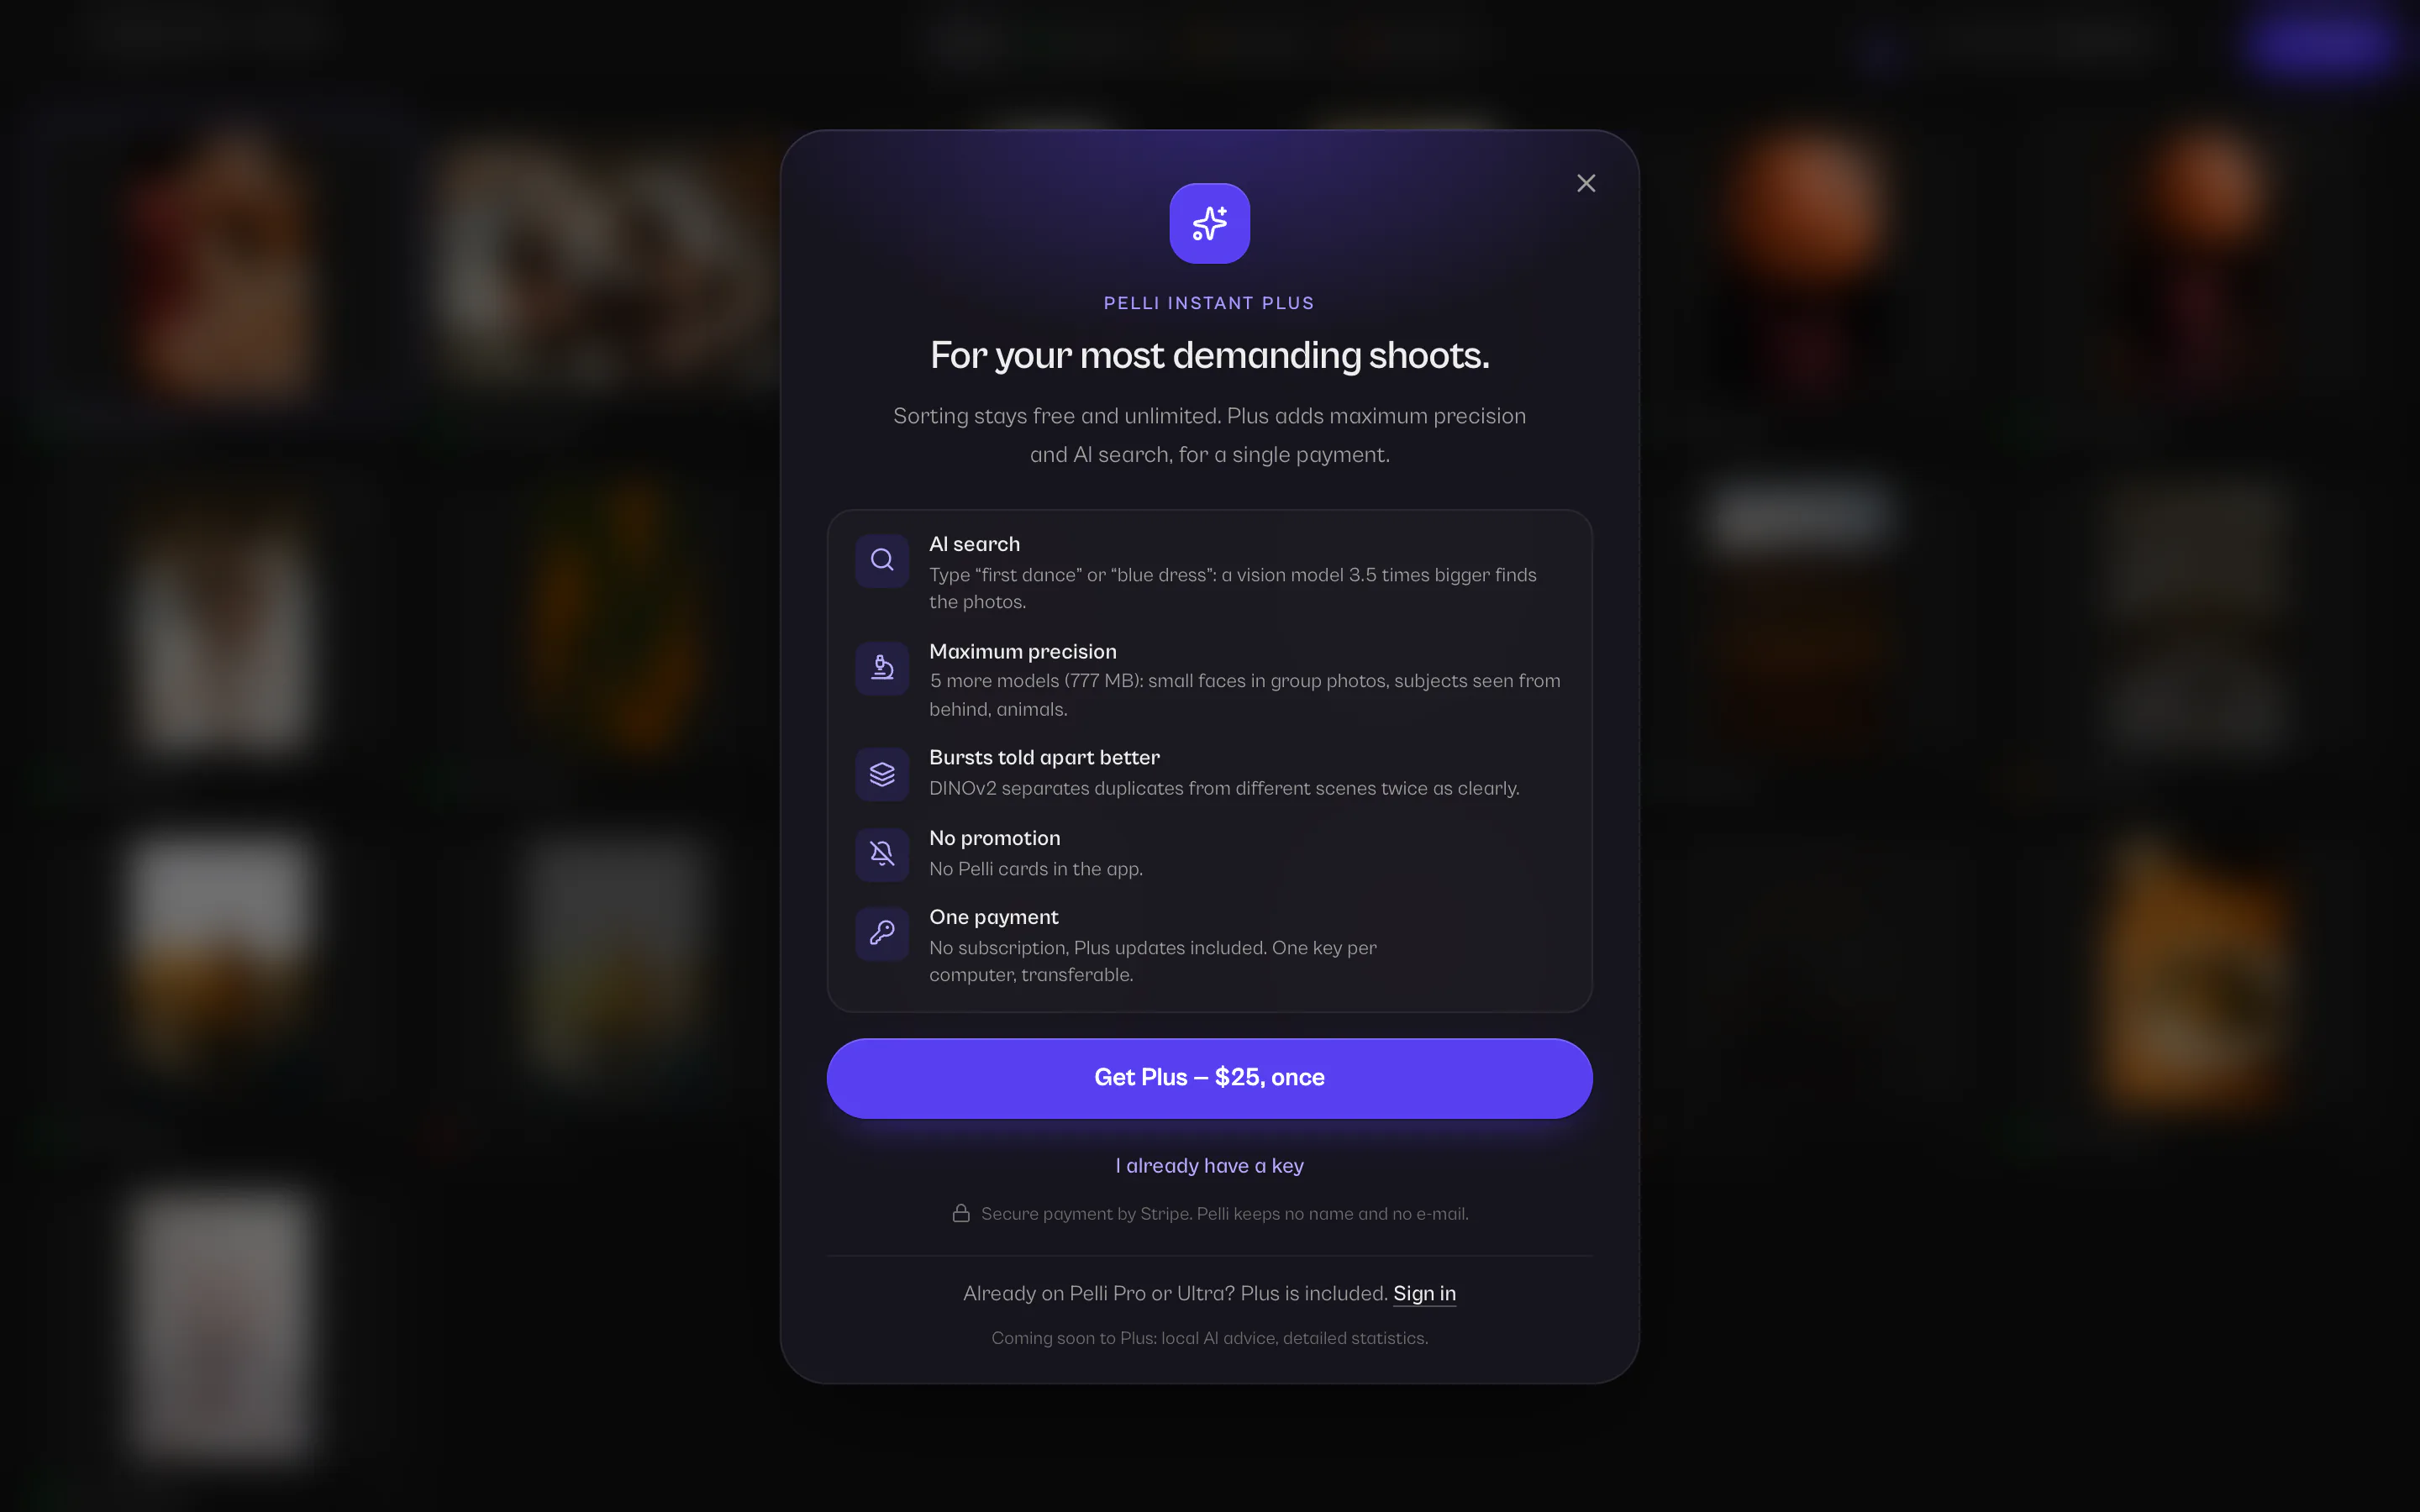 PELLI INSTANT PLUS
For your most demanding shoots.
Sorting stays free and unlimited. Plus adds maximum precision
and AI search, for a single payment.
AI search
Type “first dance” or “blue dress”: a vision model 3.5 times bigger finds
the photos.
Maximum precision
5 more models (777 MB): small faces in group photos, subjects seen from
behind, animals.
Bursts told apart better
DINOv2 separates duplicates from different scenes twice as clearly.
No promotion
No Pelli cards in the app.
One payment
No subscription, Plus updates included. One key per
computer, transferable.
Get Plus – $25, once
I already have a key
Secure payment by Stripe. Pelli keeps no name and no e-mail.
Already on Pelli Pro or Ultra? Plus is included. Sign in
Coming soon to Plus: local AI advice, detailed statistics.